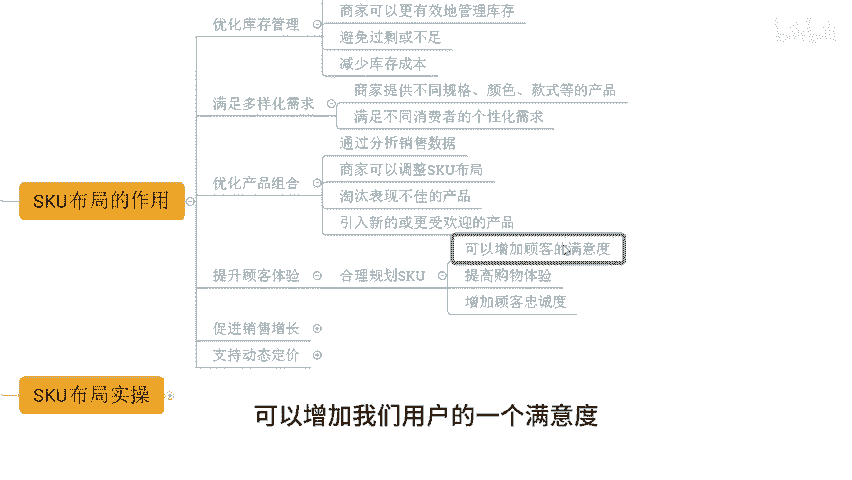 商家可以更有效地管理库存
优化库存管理
避免过剩或不足
减少库存成本
商家提供不同规格、颜色、款式等的产品
满足多样化需求
满足不同消费者的个性化需求
通过分析销售数据
商家可以调整SKU布局
优化产品组合
淘汰表现不佳的产品
SKU布局的作用
引入新的或更受欢迎的产品
可以增加顾客的满意度
提升顾客体验
合理规划SKU
提高购物体验
增加顾客忠诚度
促进销售增长
支持动态定价
SKU布局实操
可以增加我们用户的一个满意度